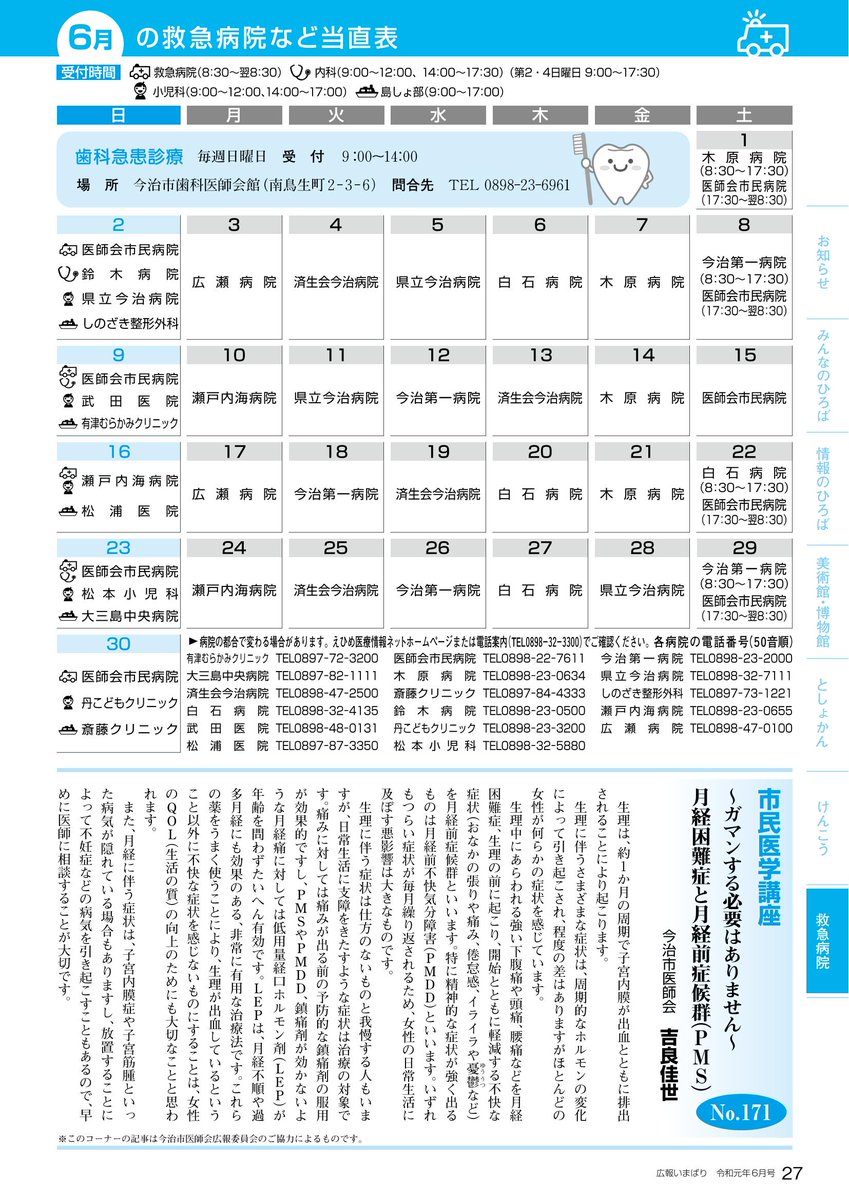 6月 の救急病院など当直表
受付時間 救急病院(8:30〜翌8:30) 内科(9:00〜12:00、14:00〜17:30)(第2・4日曜日 9:00〜17:30)
小児科(9:00〜12:00、14:00〜17:00) 島しょ部(9:00〜17:00)
日 月 火 水 木 金 土
歯科急患診療 毎週日曜日 受付 9:00〜14:00
場所 今治市歯科医師会館(南鳥生町2-3-6) 問合先 TEL 0898-23-6961
1
木原病院
(8:30〜17:30)
医師会市民病院
(17:30〜翌8:30)
2
医師会市民病院
鈴木病院
県立今治病院
しのざき整形外科
3
広瀬病院
4
済生会今治病院
5
県立今治病院
6
白石病院
7
木原病院
8
今治第一病院
(8:30〜17:30)
医師会市民病院
(17:30〜翌8:30)
9
医師会市民病院
武田医院
有津むらかみクリニック
10
瀬戸内海病院
11
県立今治病院
12
今治第一病院
13
済生会今治病院
14
木原病院
15
医師会市民病院
16
瀬戸内海病院
松浦医院
17
広瀬病院
18
今治第一病院
19
済生会今治病院
20
白石病院
21
木原病院
22
白石病院
(8:30〜17:30)
医師会市民病院
(17:30〜翌8:30)
23
医師会市民病院
松本小児科
大三島中央病院
24
瀬戸内海病院
25
済生会今治病院
26
今治第一病院
27
白石病院
28
県立今治病院
29
今治第一病院
(8:30〜17:30)
医師会市民病院
(17:30〜翌8:30)
30
医師会市民病院
丹こどもクリニック
斎藤クリニック
►病院の都合で変わる場合があります。えひめ医療情報ネットホームページまたは電話案内(TEL0898-32-3300)でご確認ください。各病院の電話番号(50音順)
有津むらかみクリニック TEL0897-72-3200 医師会市民病院 TEL0898-22-7611 今治第一病院 TEL0898-23-2000
大三島中央病院 TEL0897-82-1111 木原病院 TEL0898-23-0634 県立今治病院 TEL0898-32-7111
済生会今治病院 TEL0898-47-2500 斎藤クリニック TEL0897-84-4333 しのざき整形外科 TEL0897-73-1221
白石病院 TEL0898-32-4135 鈴木病院 TEL0898-23-0500 瀬戸内海病院 TEL0898-23-0655
武田医院 TEL0898-48-0131 丹こどもクリニック TEL0898-23-3200 広瀬病院 TEL0898-47-0100
松浦医院 TEL0897-87-3350 松本小児科 TEL0898-32-5880
市民医学講座
〜ガマンする必要はありません〜
月経困難症と月経前症候群(PMS)
No.171
今治市医師会 吉良佳世
生理は、約1か月の周期で子宮内膜が出血とともに排出
されることにより起こります。
生理に伴うさまざまな症状は、周期的なホルモンの変化
によって引き起こされ、程度の差はありますがほとんどの
女性が何らかの症状を感じています。
生理中にあらわれる強い下腹痛や頭痛、腰痛などを月経
困難症、生理の前に起こり、開始とともに軽減する不快な
症状(おなかの張りや痛み、倦怠感、イライラや憂鬱(ゆううつ)など)
を月経前症候群といいます。特に精神的な症状が強く出る
ものは月経前不快気分障害(PMDD)といいます。いずれ
もつらい症状が毎月繰り返されるため、女性の日常生活に
及ぼす悪影響は大きなものです。
生理に伴う症状は仕方のないものと我慢する人もいま
すが、日常生活に支障をきたすような症状は治療の対象で
す。痛みに対しては痛みが出る前の予防的な鎮痛剤の服用
が効果的ですし、PMSやPMDD、鎮痛剤が効かないよ
うな月経痛に対しては低用量経口ホルモン剤(LEP)が
年齢を問わずたいへん有効です。LEPは、月経不順や過
多月経にも効果のある、非常に有用な治療法です。これら
の薬をうまく使うことにより、生理が出血しているという
こと以外に不快な症状を感じないものにすることは、女性
のQOL(生活の質)の向上のためにも大切なことと思わ
れます。
また、月経に伴う症状は、子宮内膜症や子宮筋腫といっ
た病気が隠れている場合もありますし、放置することに
よって不妊症などの病気を引き起こすこともあるので、早
めに医師に相談することが大切です。
※このコーナーの記事は今治市医師会広報委員会のご協力によるものです。
お知らせ
みんなのひろば
情報のひろば
美術館・博物館
としょかん
けんこう
救急病院
広報いまばり 令和元年6月号 27